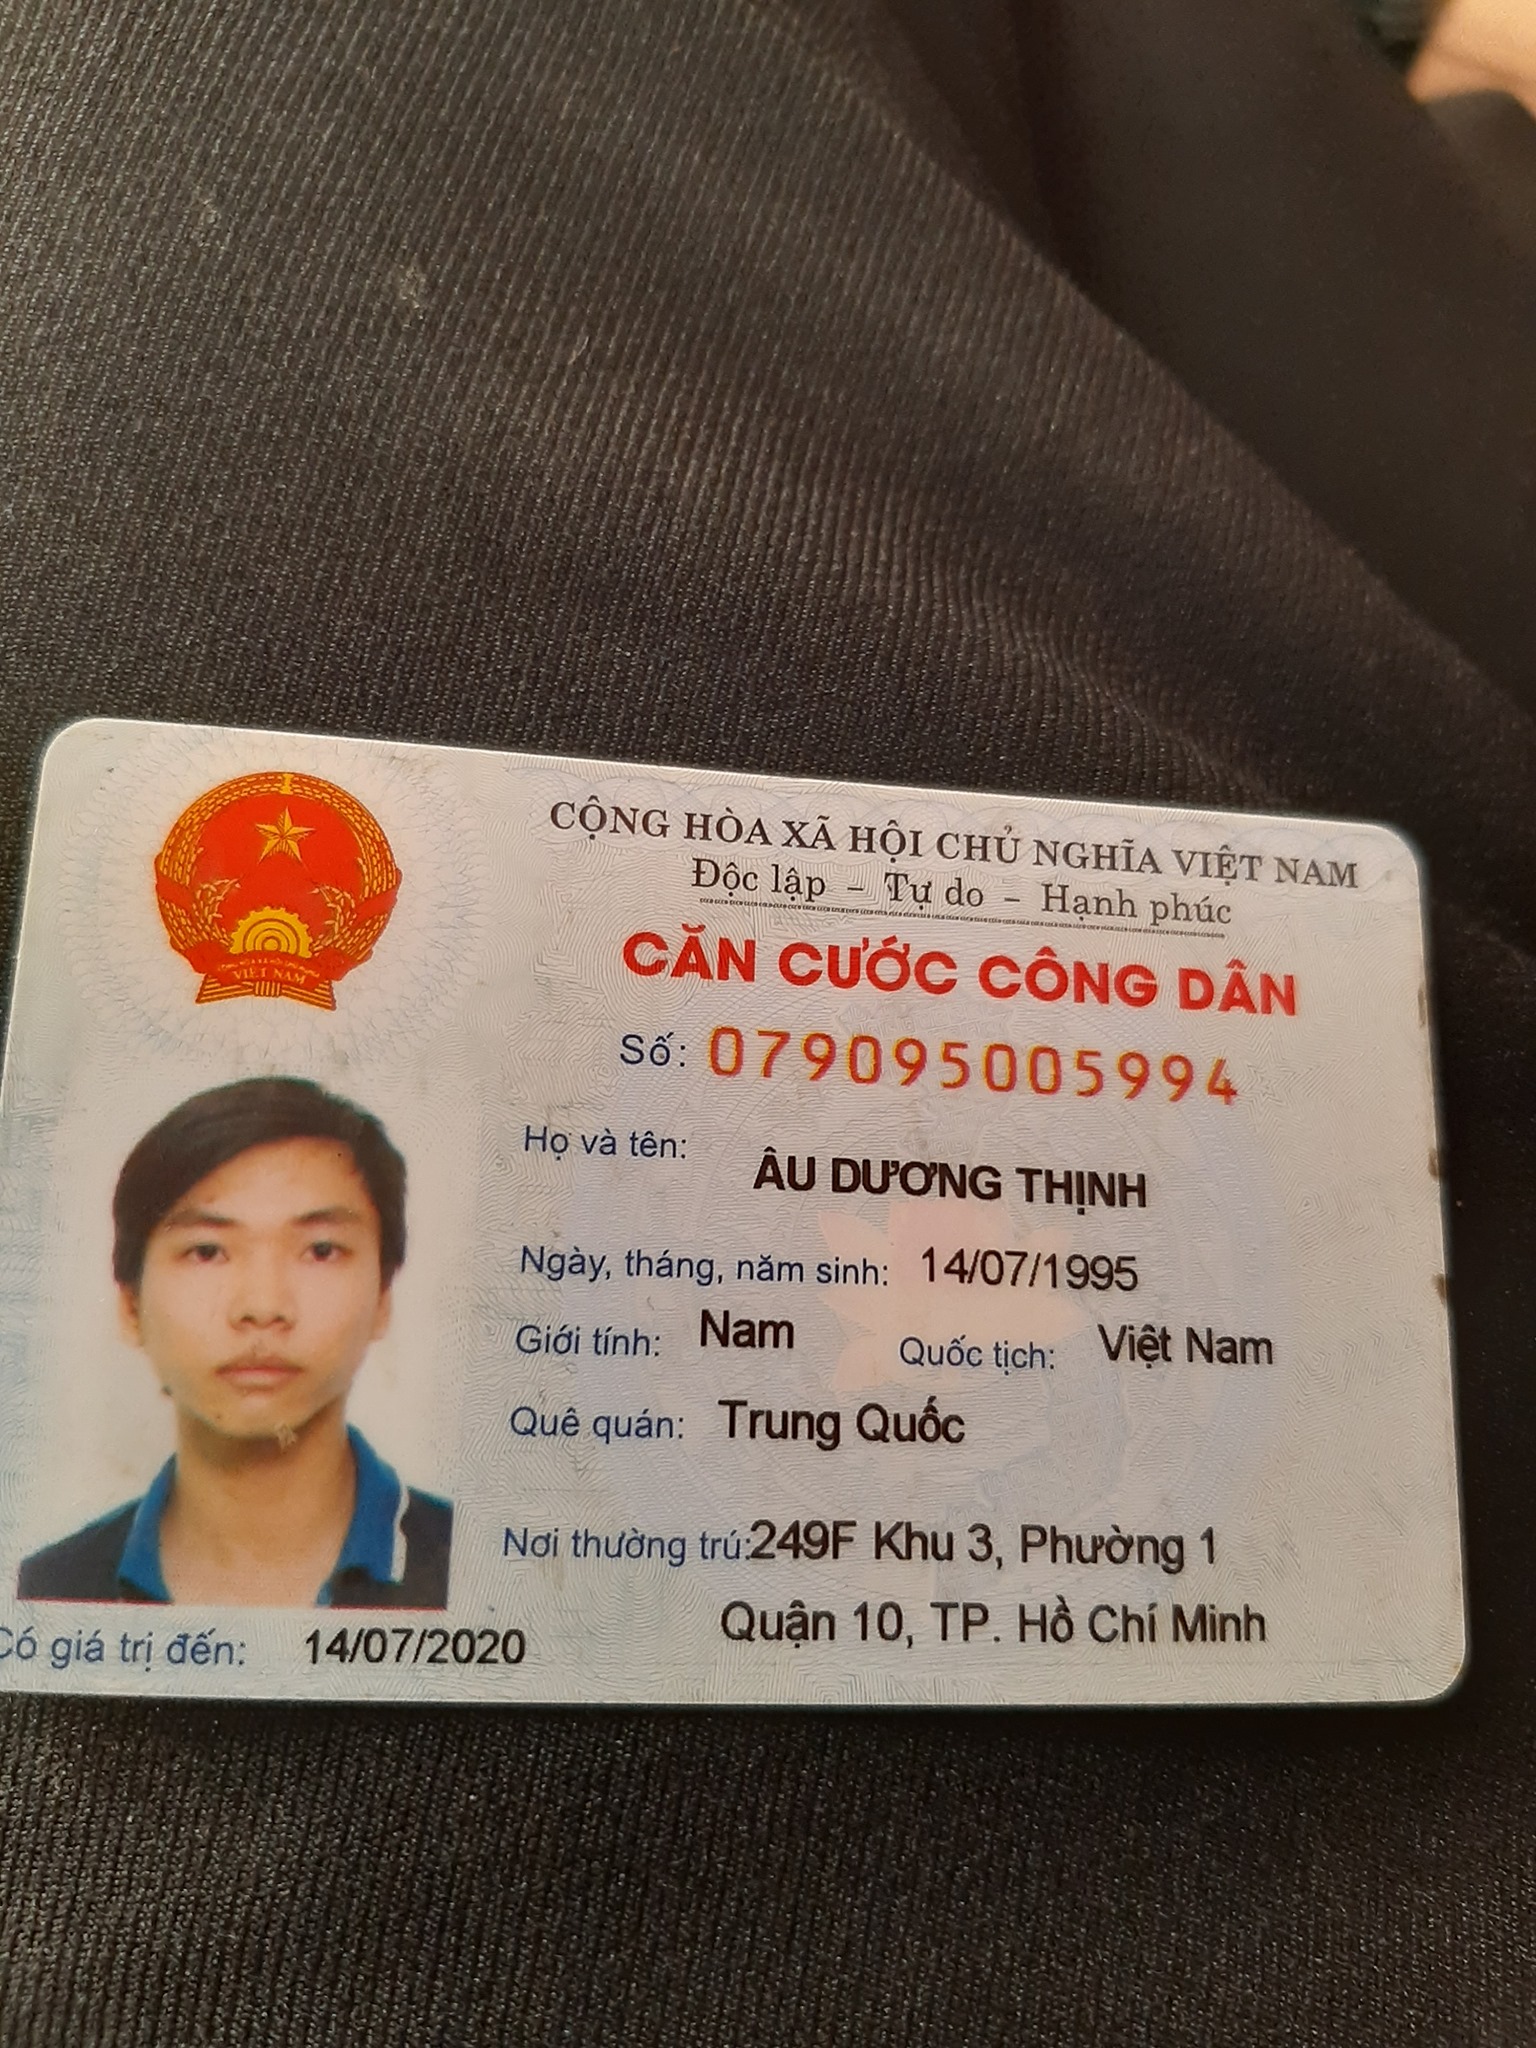 CỘNG HÒA XÃ HỘI CHỦ NGHĨA VIỆT NAM
Độc lập – Tự do – Hạnh phúc
CĂN CƯỚC CÔNG DÂN
Số: 079095005994
Họ và tên: ÂU DƯƠNG THỊNH
Ngày, tháng, năm sinh: 14/07/1995
Giới tính: Nam Quốc tịch: Việt Nam
Quê quán: Trung Quốc
Nơi thường trú: 249F Khu 3, Phường 1
Quận 10, TP. Hồ Chí Minh
Có giá trị đến: 14/07/2020
VIỆT NAM